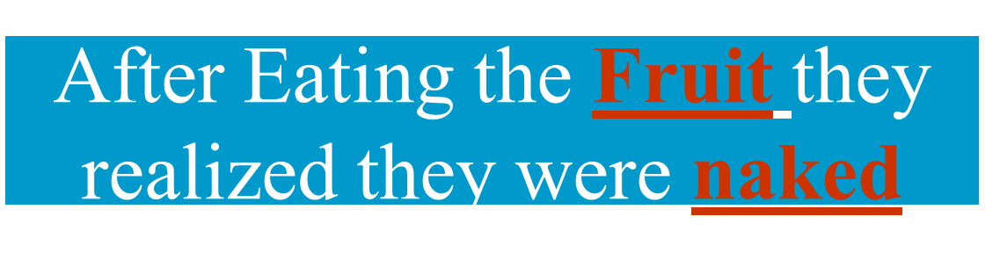 After Eating the Fruit they
realized they were naked